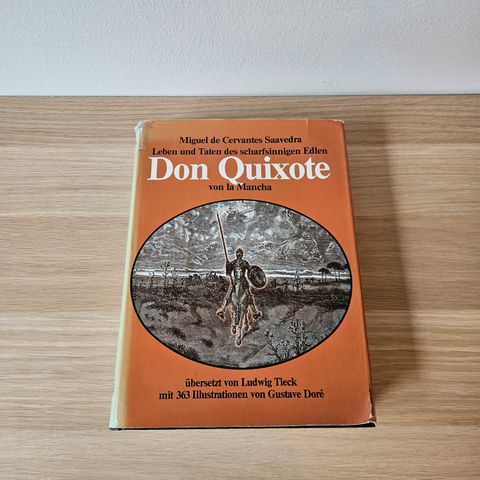 Miguel de Cervantes Saavedra
Leben und Taten des scharfsinnigen Edlen
Don Quixote
von la Mancha
übersetzt von Ludwig Tieck
mit 363 Illustrationen von Gustave Doré